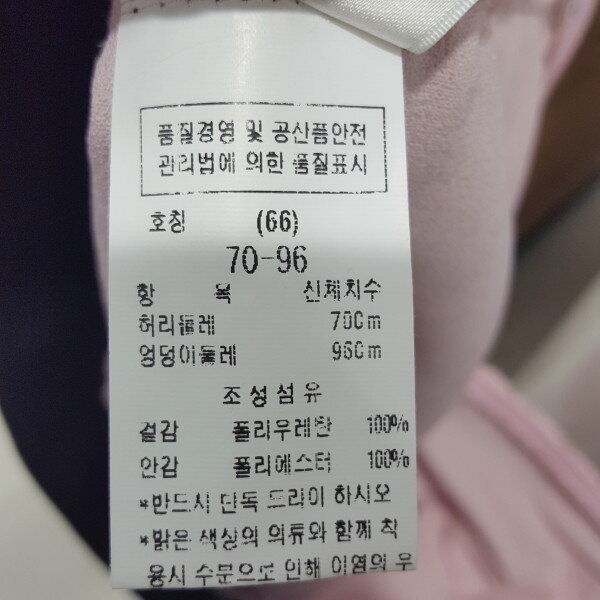 품질경영 및 공산품안전
관리법에 의한 품질표시
호칭 (66)
70-96
항 목 신체치수
허리둘레 70Cm
엉덩이둘레 96Cm
조성섬유
겉감 폴리우레탄 100%
안감 폴리에스터 100%
*반드시 단독 드라이 하시오
*밝은 색상의 의류와 함께 착
용시 수분으로 인해 이염의 우